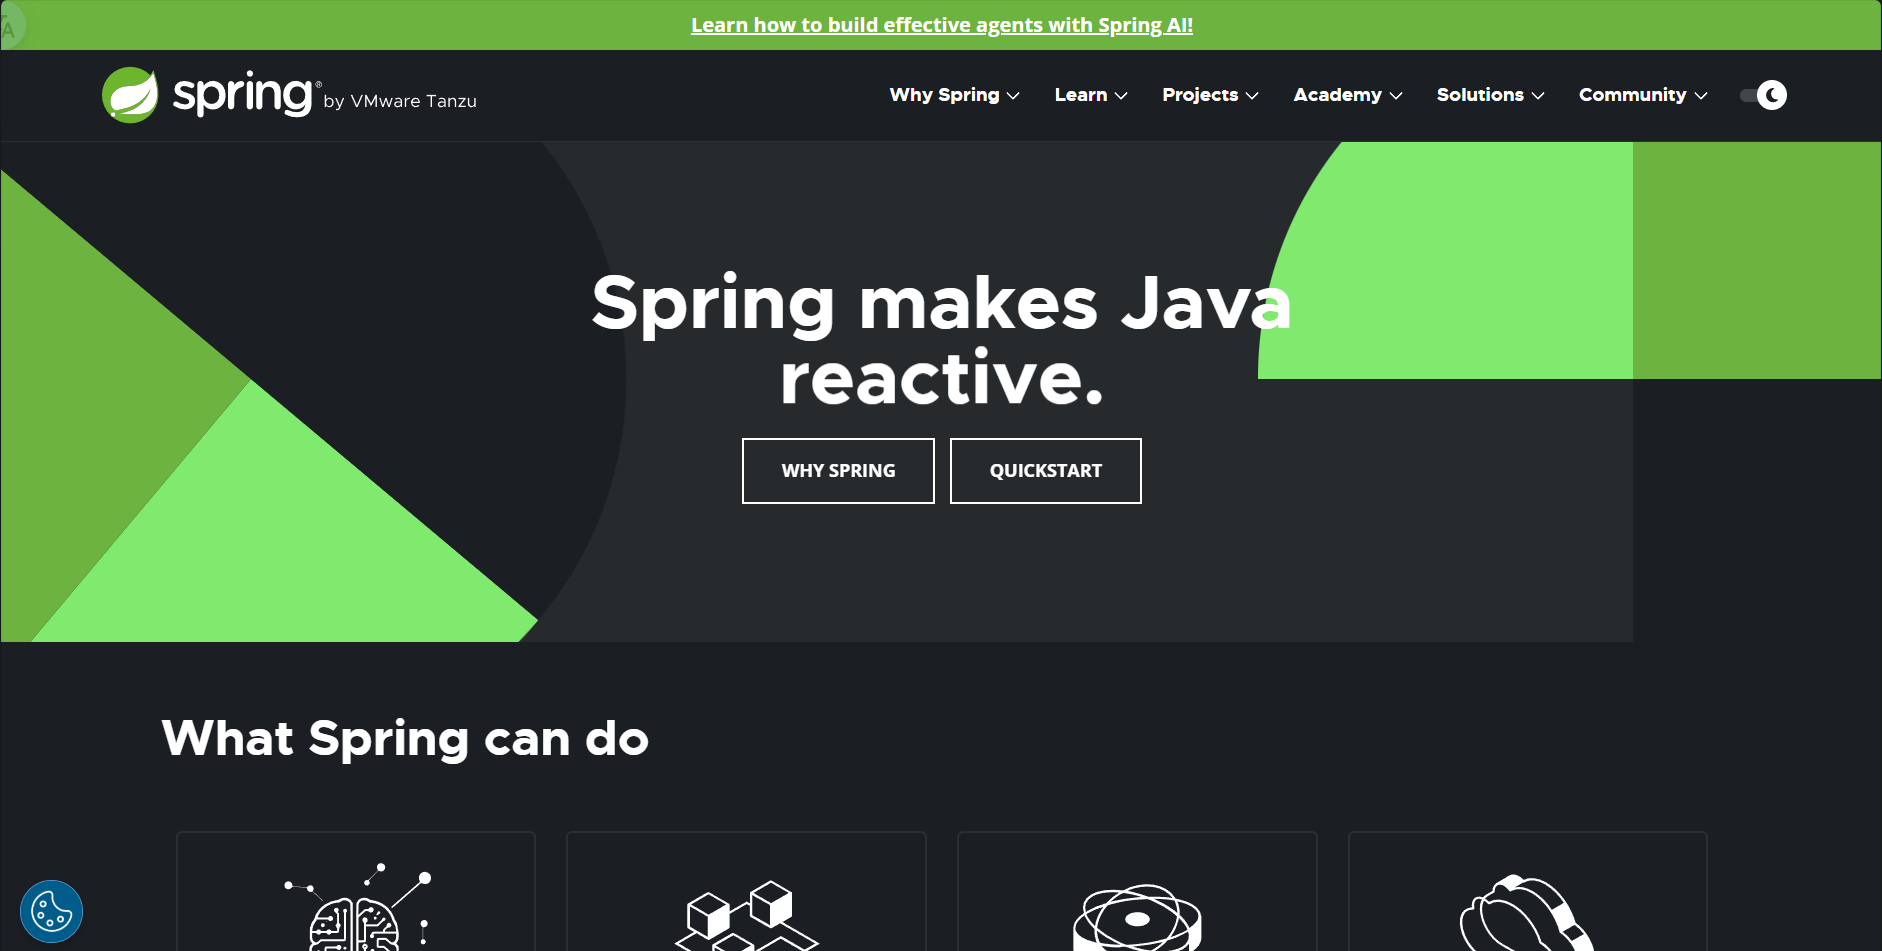 Learn how to build effective agents with Spring AI!
spring® by VMware Tanzu
Why Spring
Learn
Projects
Academy
Solutions
Community
Spring makes Java
reactive.
WHY SPRING
QUICKSTART
What Spring can do